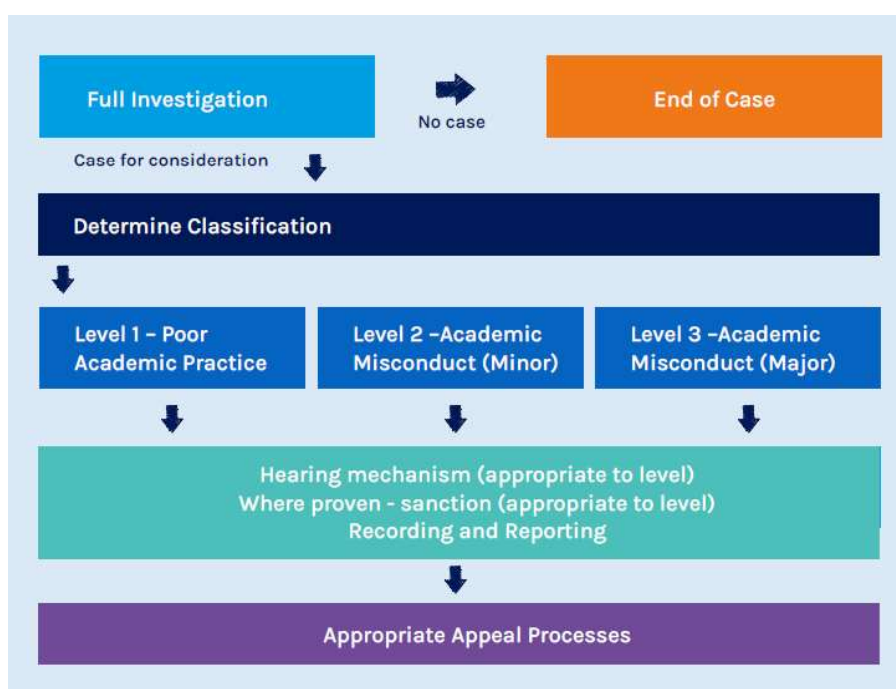 Full Investigation
No case
End of Case
Case for consideration
Determine Classification
Level 1 – Poor
Academic Practice
Level 2 –Academic
Misconduct (Minor)
Level 3 –Academic
Misconduct (Major)
Hearing mechanism (appropriate to level)
Where proven - sanction (appropriate to level)
Recording and Reporting
Appropriate Appeal Processes